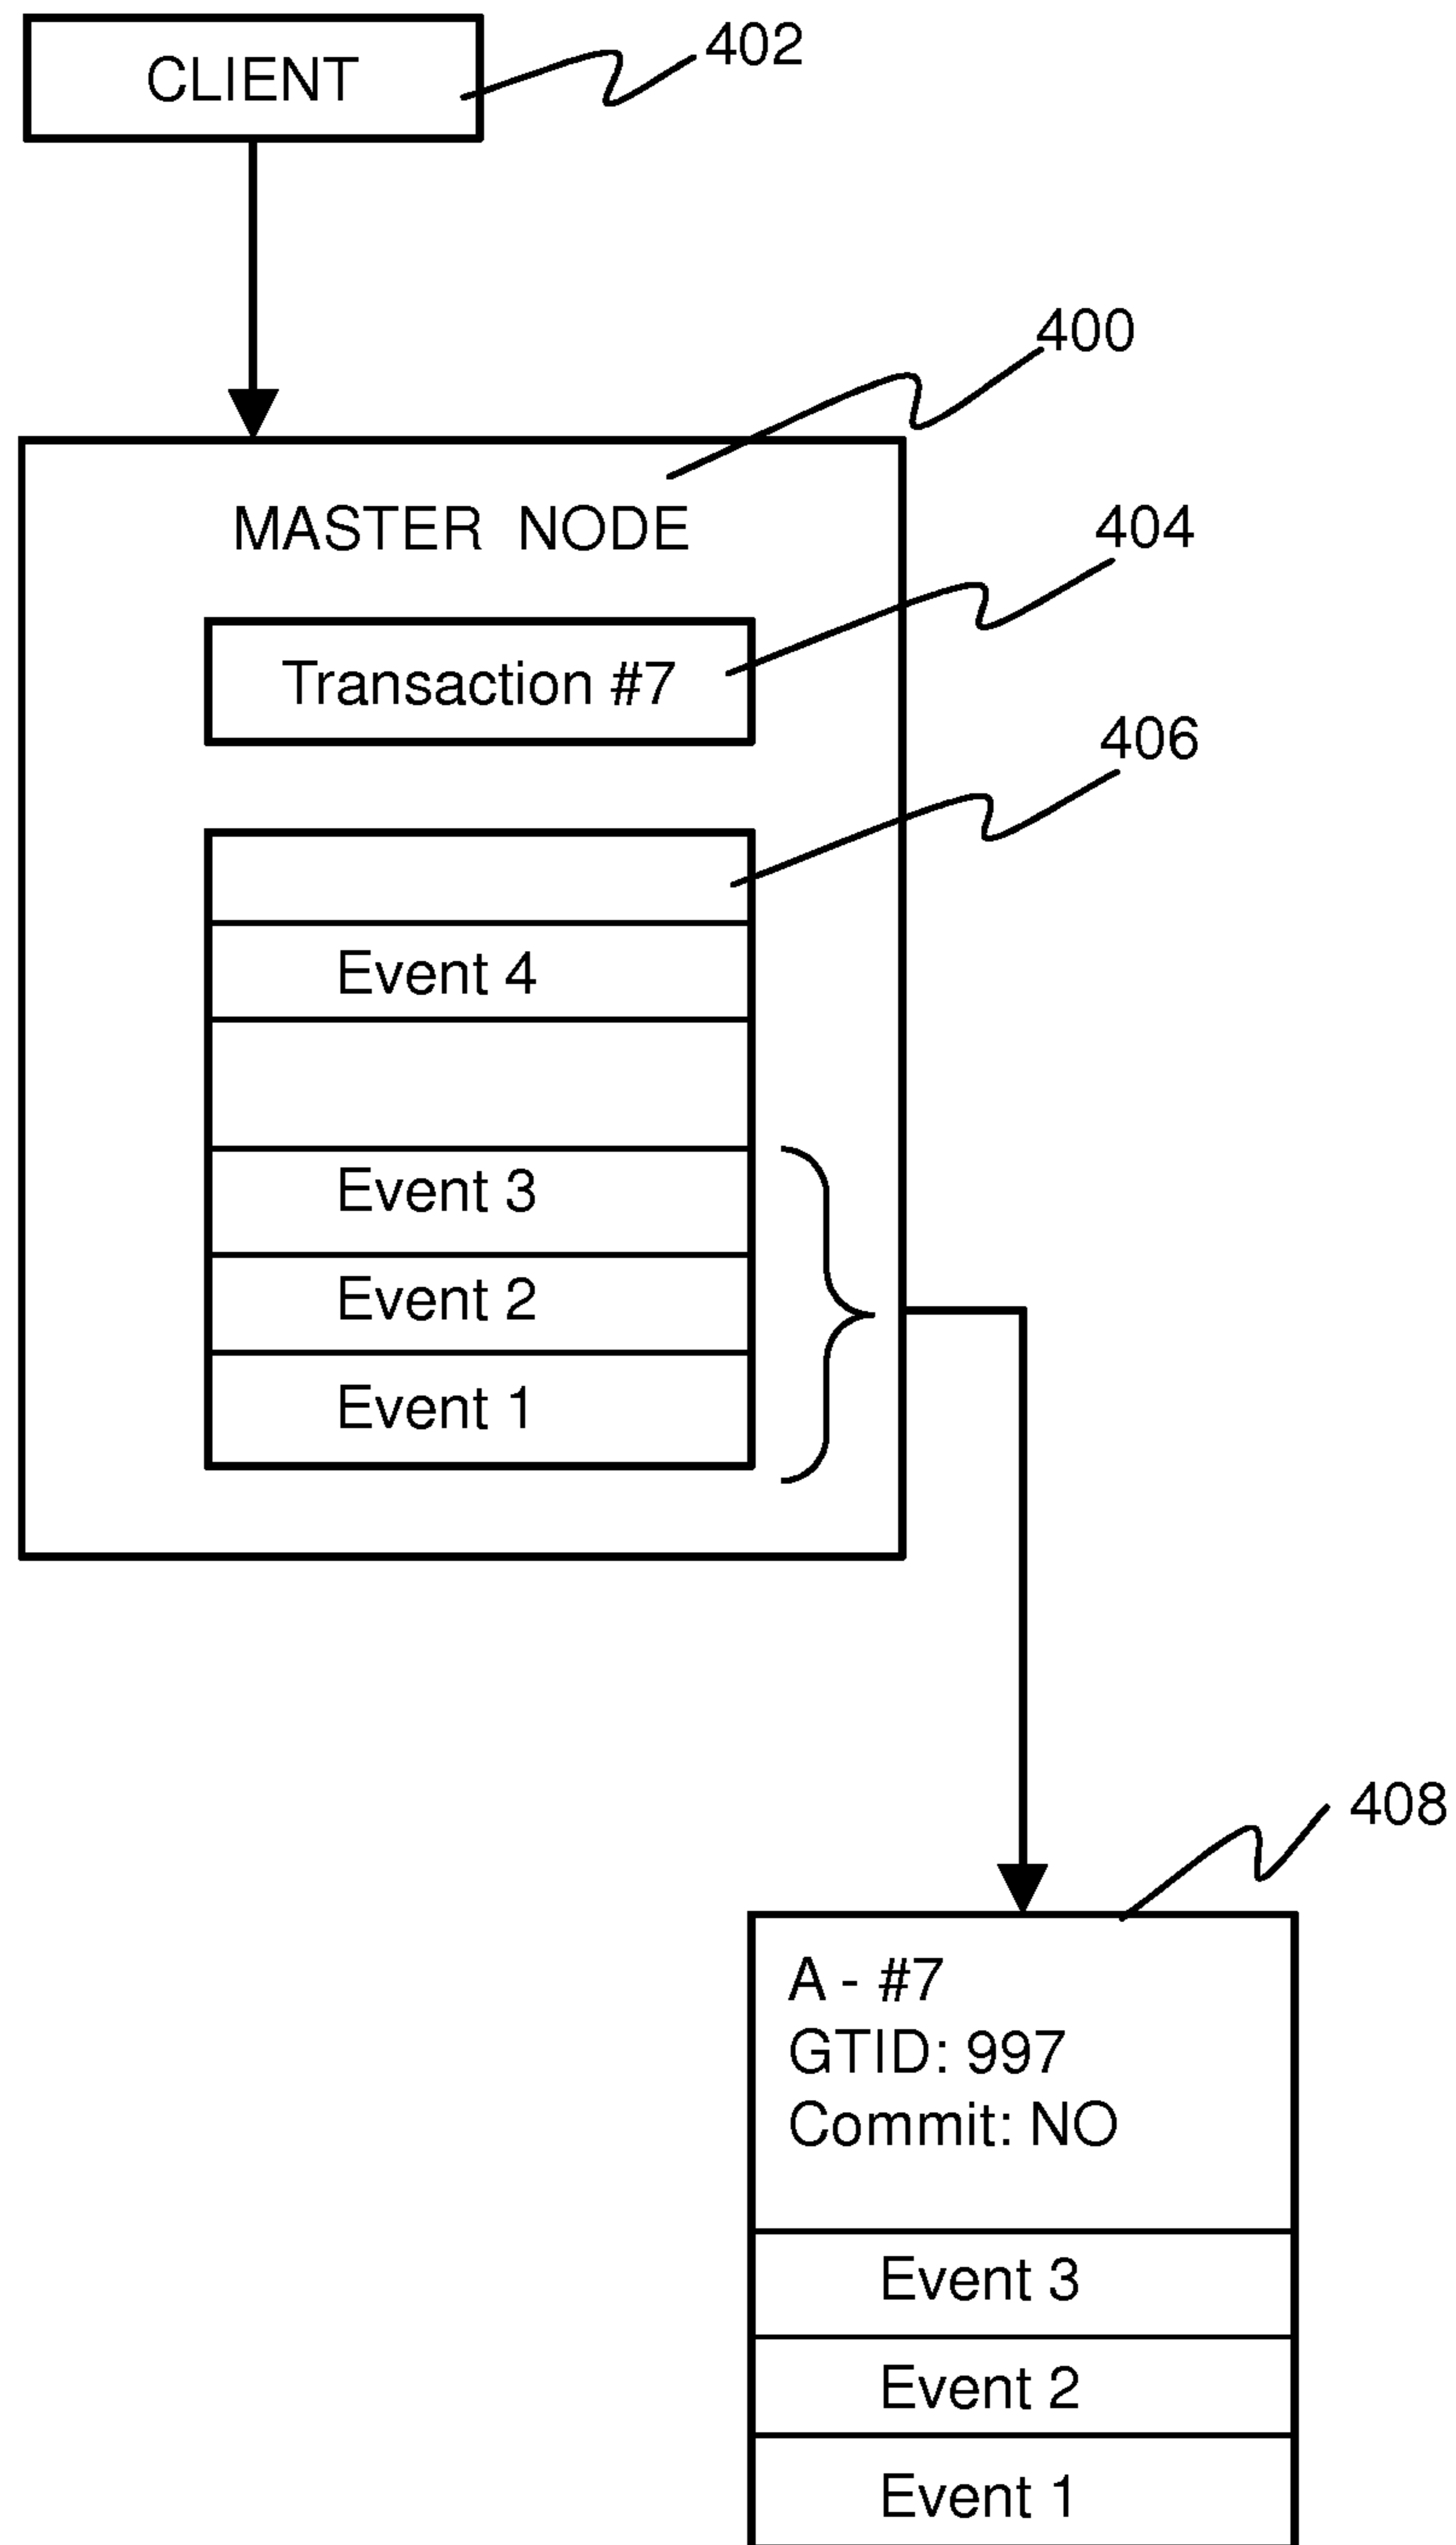 CLIENT
402
400
MASTER NODE
404
Transaction #7
406
Event 4
Event 3
Event 2
Event 1
408
A - #7
GTID: 997
Commit: NO
Event 3
Event 2
Event 1